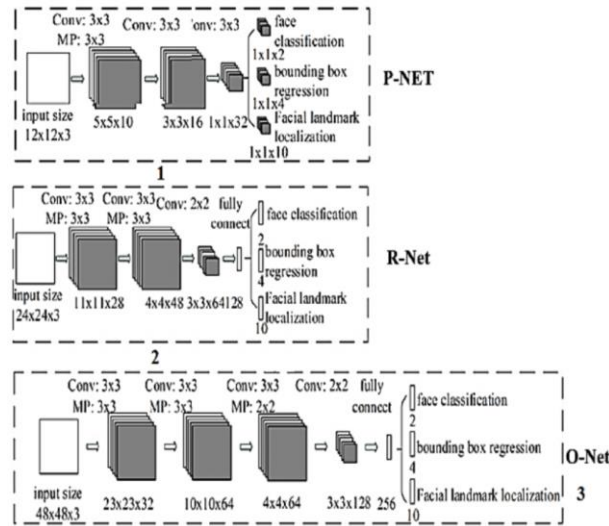 Conv: 3x3 Conv: 3x3 Conv: 3x3 face
MP: 3x3 classification
1x1x2
bounding box
regression
1x1x4
P-NET
input size 5x5x10 3x3x16 1x1x32 Facial landmark
12x12x3 localization
1x1x10
1
Conv: 3x3 Conv: 3x3 Conv: 2x2 fully
MP: 3x3 MP: 3x3 connect face classification
2
bounding box
regression
4
R-Net
input size 11x11x28 4x4x48 3x3x64 128 Facial landmark
24x24x3 10 localization
2
Conv: 3x3 Conv: 3x3 Conv: 3x3 Conv: 2x2 fully
MP: 3x3 MP: 3x3 MP: 2x2 connect face classification
2
bounding box regression
4
O-Net
input size 23x23x32 10x10x64 4x4x64 3x3x128 256 Facial landmark localization 3
48x48x3 10